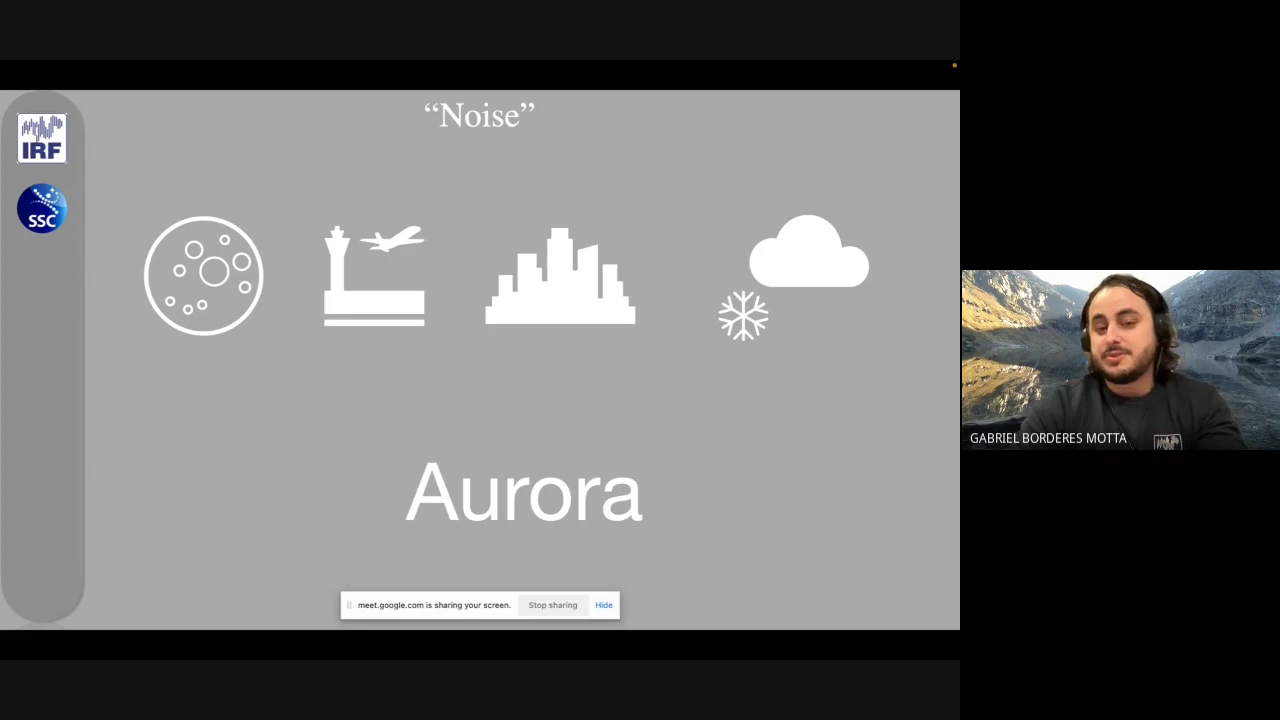 “Noise”
IRF
SSC
Aurora
meet.google.com is sharing your screen. Stop sharing Hide
GABRIEL BORDERES MOTTA